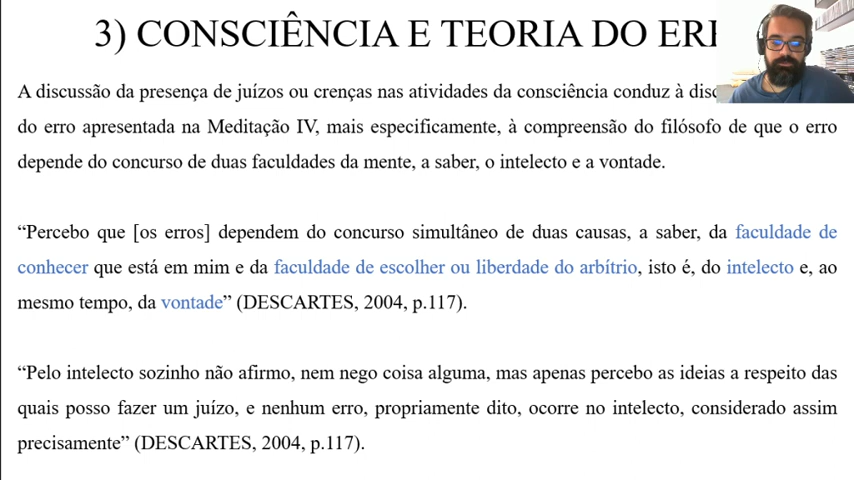 3) CONSCIÊNCIA E TEORIA DO
A discussão da presença de juízos ou crenças nas atividades da consciência conduz à
do erro apresentada na Meditação IV, mais especificamente, à compreensão do filósofo de que o erro
depende do concurso de duas faculdades da mente, a saber, o intelecto e a vontade.
“Percebo que [os erros] dependem do concurso simultâneo de duas causas, a saber, da faculdade de
conhecer que está em mim e da faculdade de escolher ou liberdade do arbítrio, isto é, do intelecto e, ao
mesmo tempo, da vontade” (DESCARTES, 2004, p.117).
“Pelo intelecto sozinho não afirmo, nem nego coisa alguma, mas apenas percebo as ideias a respeito das
quais posso fazer um juízo, e nenhum erro, propriamente dito, ocorre no intelecto, considerado assim
precisamente” (DESCARTES, 2004, p.117).